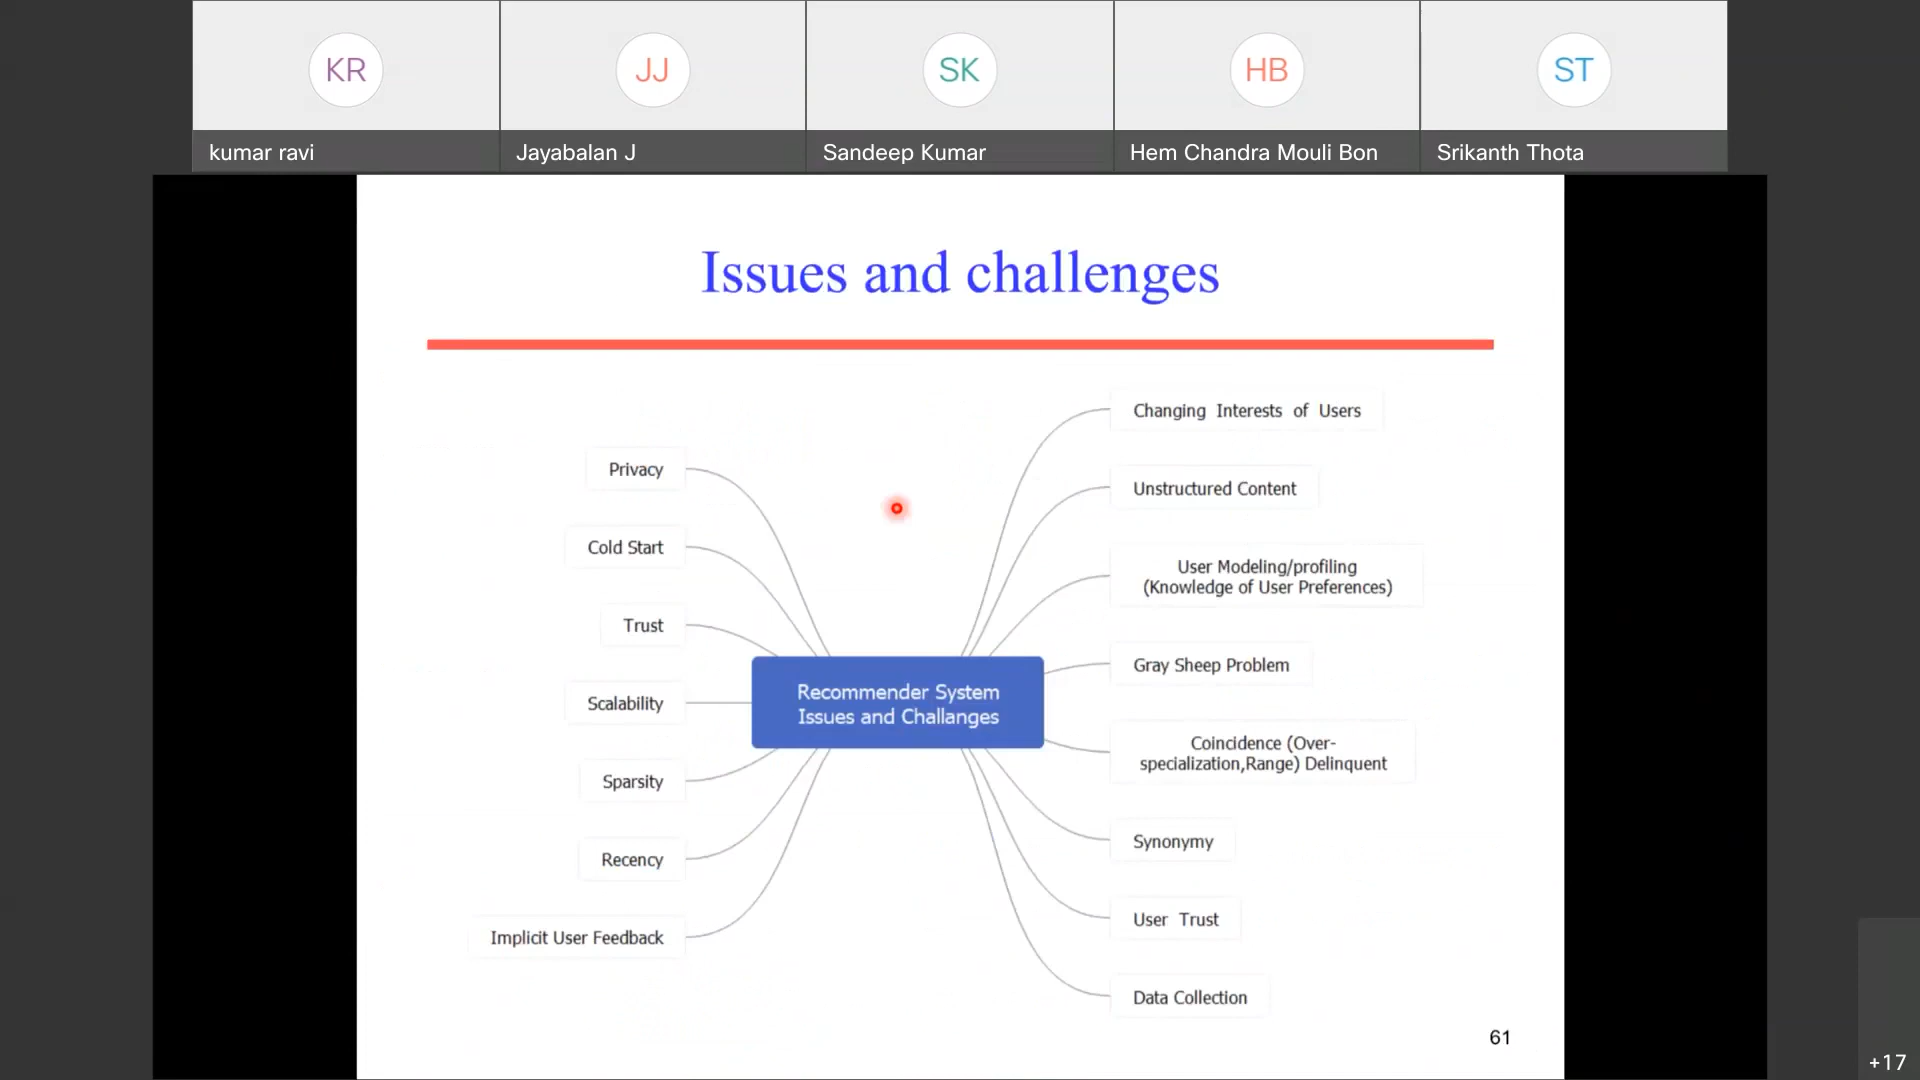 KR
JJ
SK
HB
ST
kumar ravi
Jayabalan J
Sandeep Kumar
Hem Chandra Mouli Bon
Srikanth Thota
Issues and challenges
Privacy
Cold Start
Trust
Scalability
Sparsity
Recency
Implicit User Feedback
Recommender System
Issues and Challanges
Changing Interests of Users
Unstructured Content
User Modeling/profiling
(Knowledge of User Preferences)
Gray Sheep Problem
Coincidence (Over-
specialization,Range) Delinquent
Synonymy
User Trust
Data Collection
61
+17